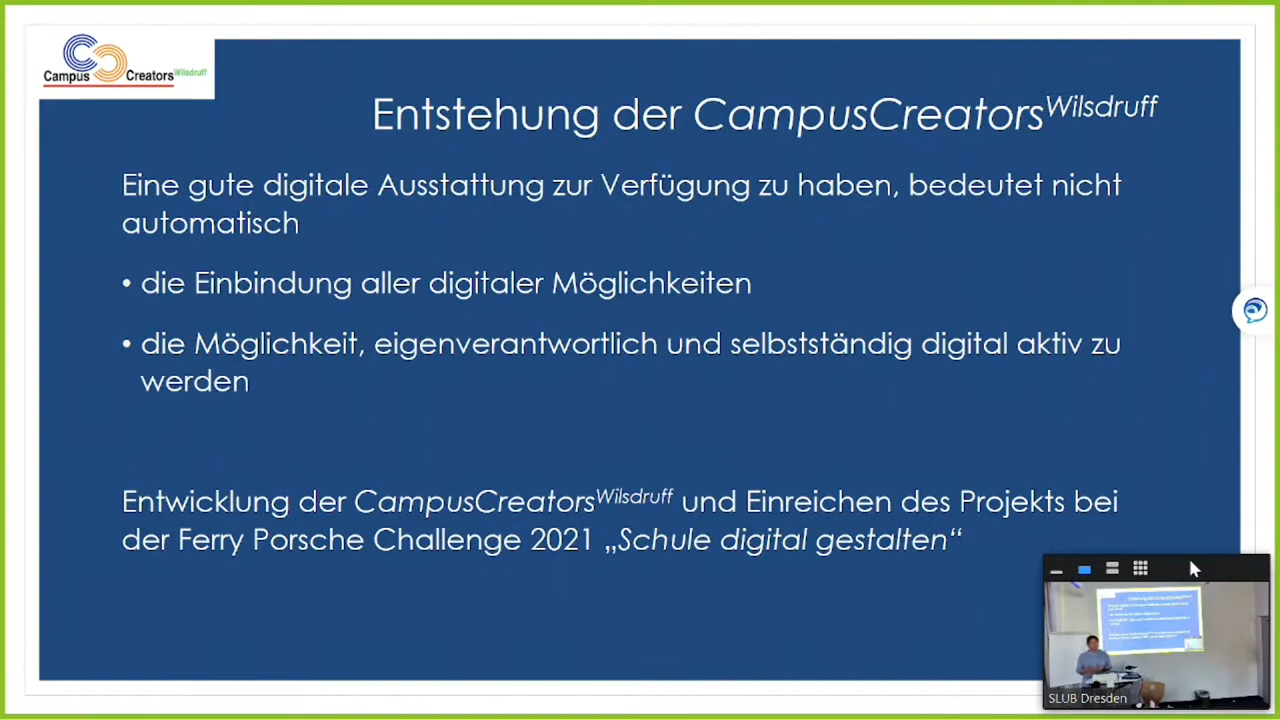 Campus Creators Wilsdruff
Entstehung der CampusCreatorsWilsdruff
Eine gute digitale Ausstattung zur Verfügung zu haben, bedeutet nicht
automatisch
• die Einbindung aller digitaler Möglichkeiten
• die Möglichkeit, eigenverantwortlich und selbstständig digital aktiv zu
werden
Entwicklung der CampusCreatorsWilsdruff und Einreichen des Projekts bei
der Ferry Porsche Challenge 2021 „Schule digital gestalten“
SLUB Dresden